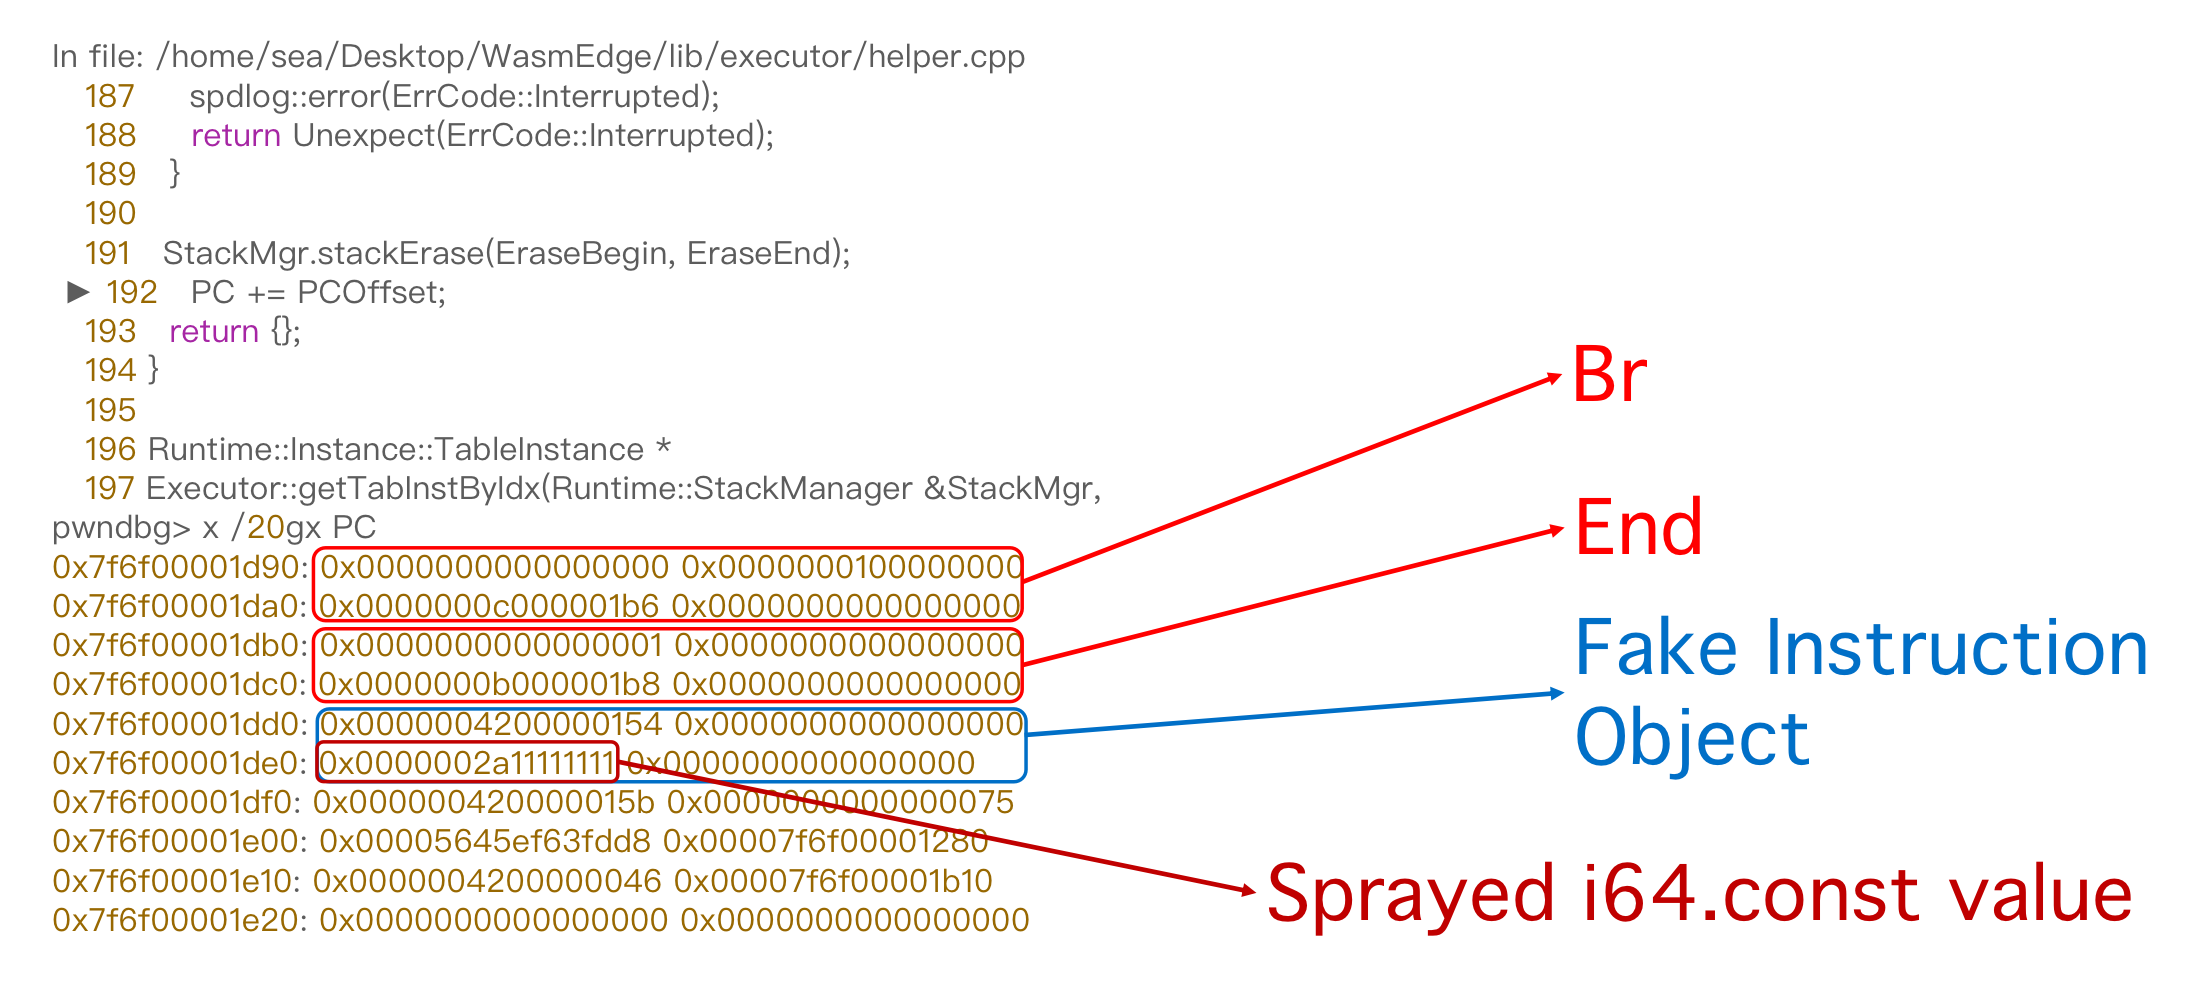 In file: /home/sea/Desktop/WasmEdge/lib/executor/helper.cpp
187 spdlog::error(ErrCode::Interrupted);
188 return Unexpect(ErrCode::Interrupted);
189 }
190
191 StackMgr.stackErase(EraseBegin, EraseEnd);
► 192 PC += PCOffset;
193 return {};
194 }
195
196 Runtime::Instance::TableInstance *
197 Executor::getTabInstByIdx(Runtime::StackManager &StackMgr,
pwndbg> x /20gx PC
0x7f6f00001d90: 0x0000000000000000 0x0000000100000000
0x7f6f00001da0: 0x0000000c000001b6 0x0000000000000000
0x7f6f00001db0: 0x0000000000000001 0x0000000000000000
0x7f6f00001dc0: 0x0000000b000001b8 0x0000000000000000
0x7f6f00001dd0: 0x0000004200000154 0x0000000000000000
0x7f6f00001de0: 0x0000002a11111111 0x0000000000000000
0x7f6f00001df0: 0x000000420000015b 0x0000000000000075
0x7f6f00001e00: 0x00005645ef63fdd8 0x00007f6f00001280
0x7f6f00001e10: 0x0000004200000046 0x00007f6f00001b10
0x7f6f00001e20: 0x0000000000000000 0x0000000000000000
Br
End
Fake Instruction
Object
Sprayed i64.const value